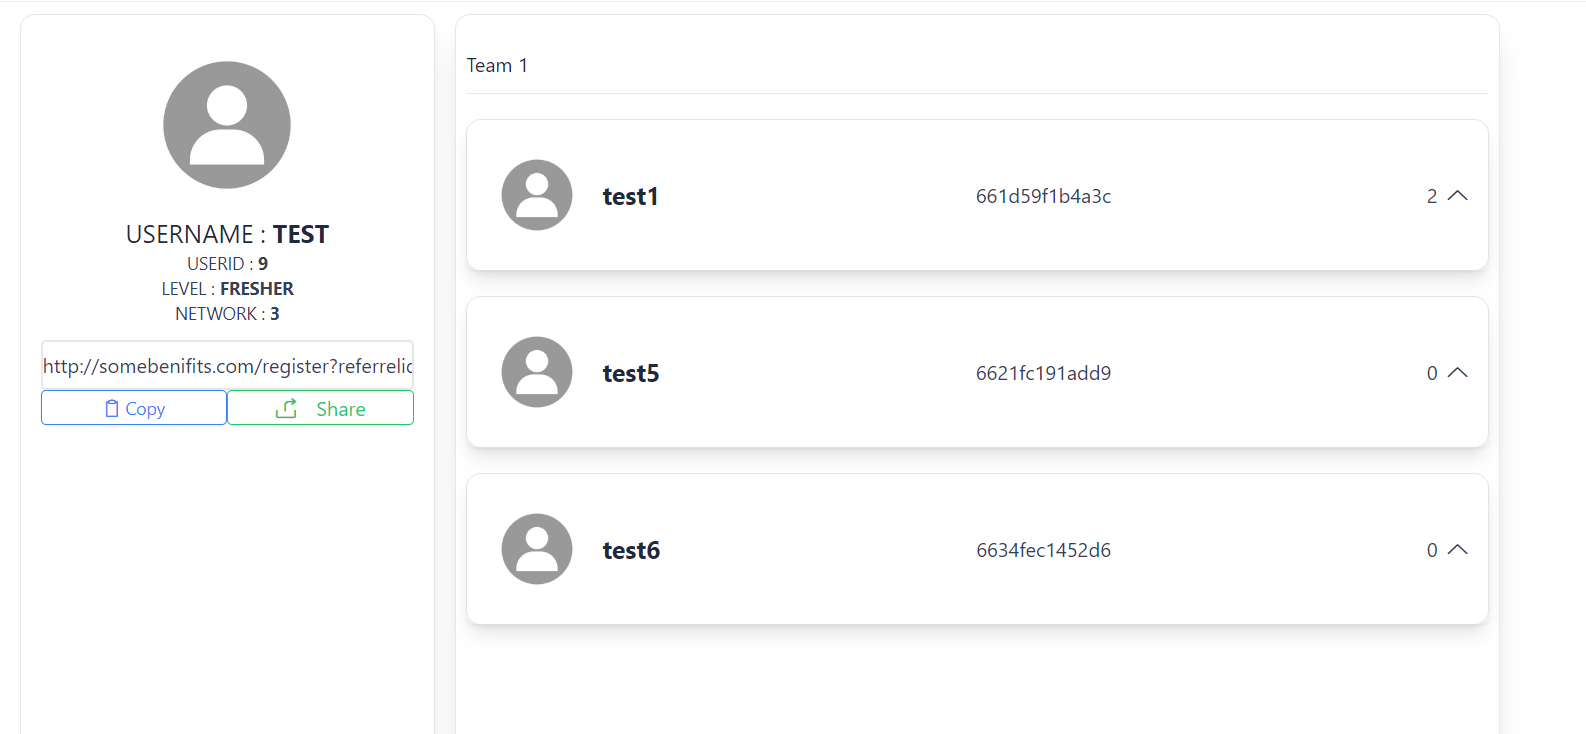 USERNAME : TEST
USERID : 9
LEVEL : FRESHER
NETWORK : 3
http://somebenifits.com/register?referrelic
Copy
Share
Team 1
test1 661d59f1b4a3c 2
test5 6621fc191add9 0
test6 6634fec1452d6 0